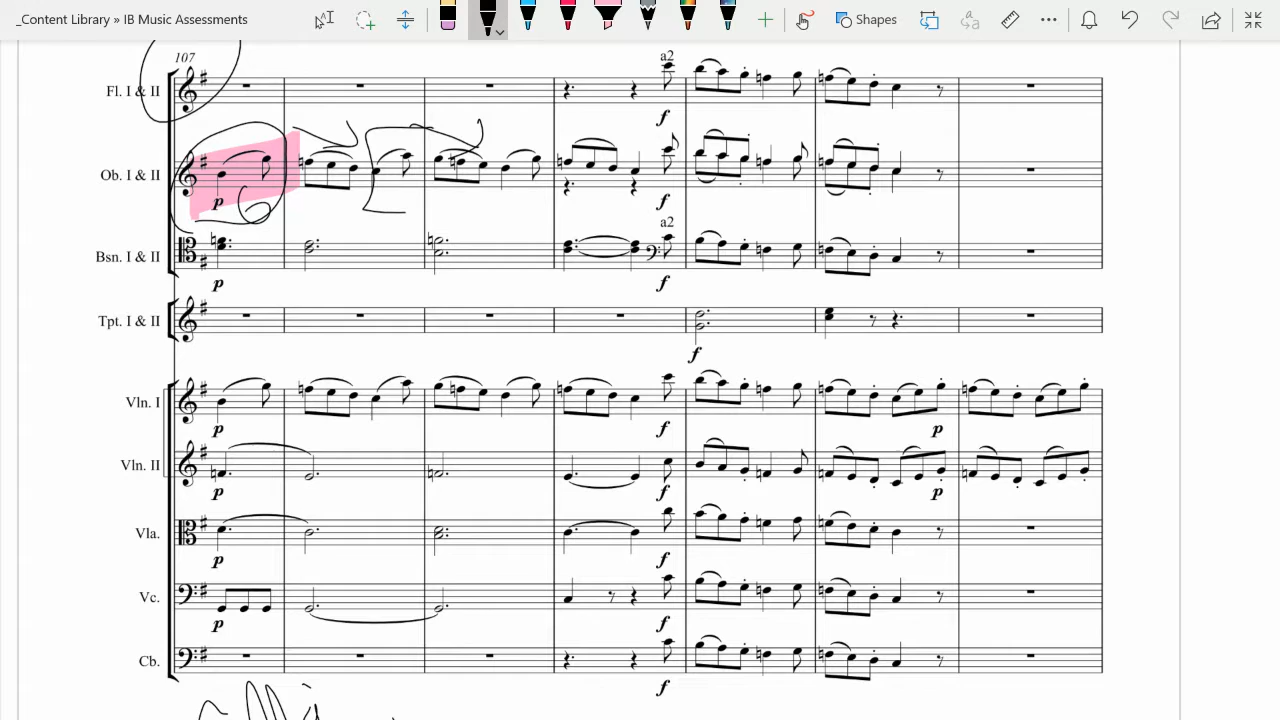 _Content Library » IB Music Assessments
Shapes
107
a2
Fl. I & II
f
Ob. I & II
p
f
a2
Bsn. I & II
p
f
Tpt. I & II
f
Vln. I
p
f
p
Vln. II
p
f
p
Vla.
p
f
Vc.
p
f
Cb.
f